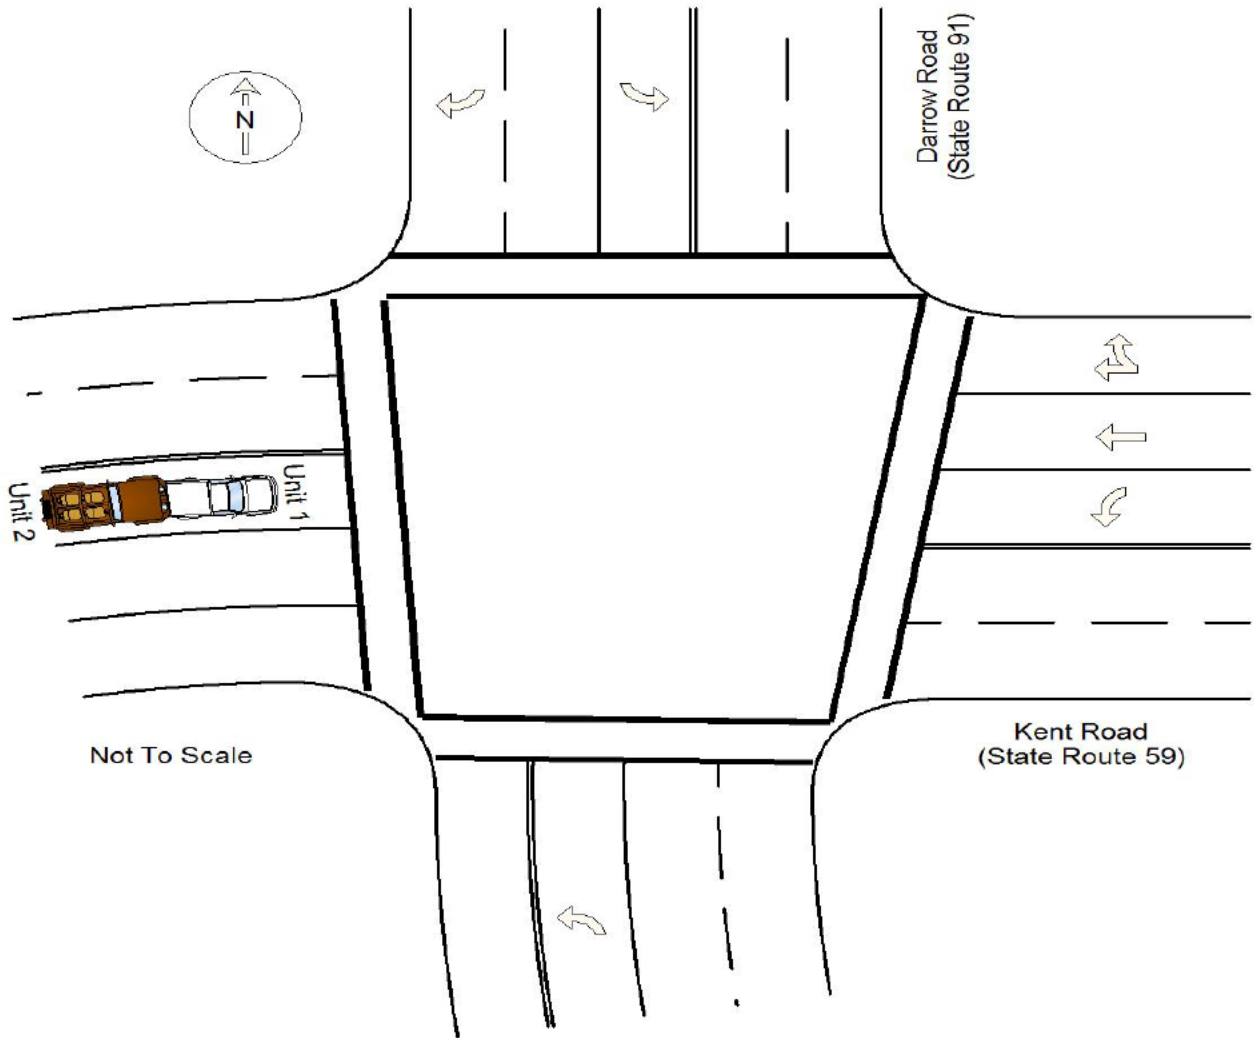 Darrow Road
(State Route 91)
N
Unit 1
Unit 2
Not To Scale
Kent Road
(State Route 59)